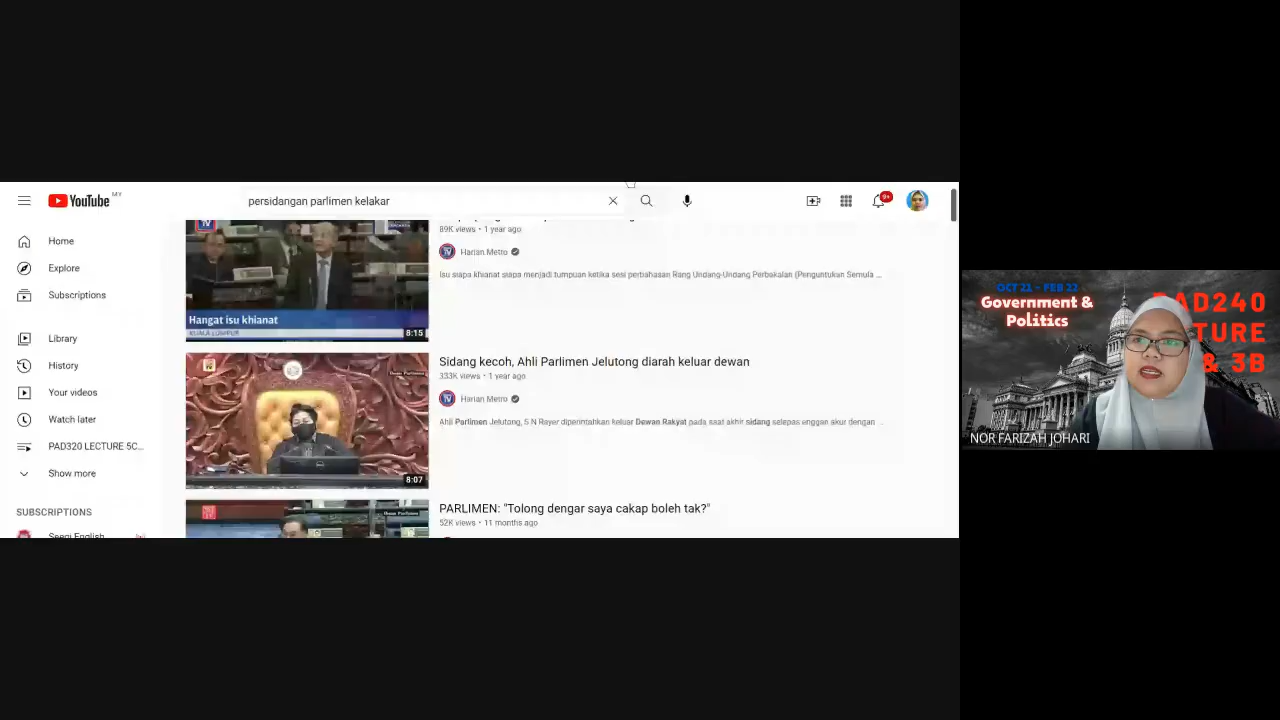 YouTube MY
persidangan parlimen kelakar
9+
Home
Explore
Subscriptions
Library
History
Your videos
Watch later
PAD320 LECTURE 5C...
Show more
SUBSCRIPTIONS
Seeqi English
89K views • 1 year ago
Harian Metro
Isu siapa khianat siapa menjadi tumpuan ketika sesi perbahasan Rang Undang-Undang Perbekalan (Penguntukan Semula ...
Hangat isu khianat
KUALA LUMPUR
8:15
Sidang kecoh, Ahli Parlimen Jelutong diarah keluar dewan
333K views • 1 year ago
Harian Metro
Ahli Parlimen Jelutong, S N Rayer diperintahkan keluar Dewan Rakyat pada saat akhir sidang selepas enggan akur dengan ...
8:07
PARLIMEN: "Tolong dengar saya cakap boleh tak?"
52K views • 11 months ago
OCT 21 - FEB 22
Government &
Politics
AD240
TURE
& 3B
NOR FARIZAH JOHARI